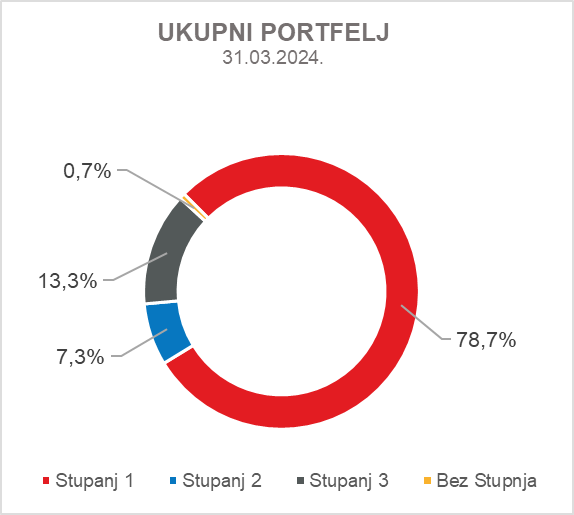 UKUPNI PORTFELJ
31.03.2024.
0,7%
13,3%
7,3%
78,7%
Stupanj 1 Stupanj 2 Stupanj 3 Bez Stupnja